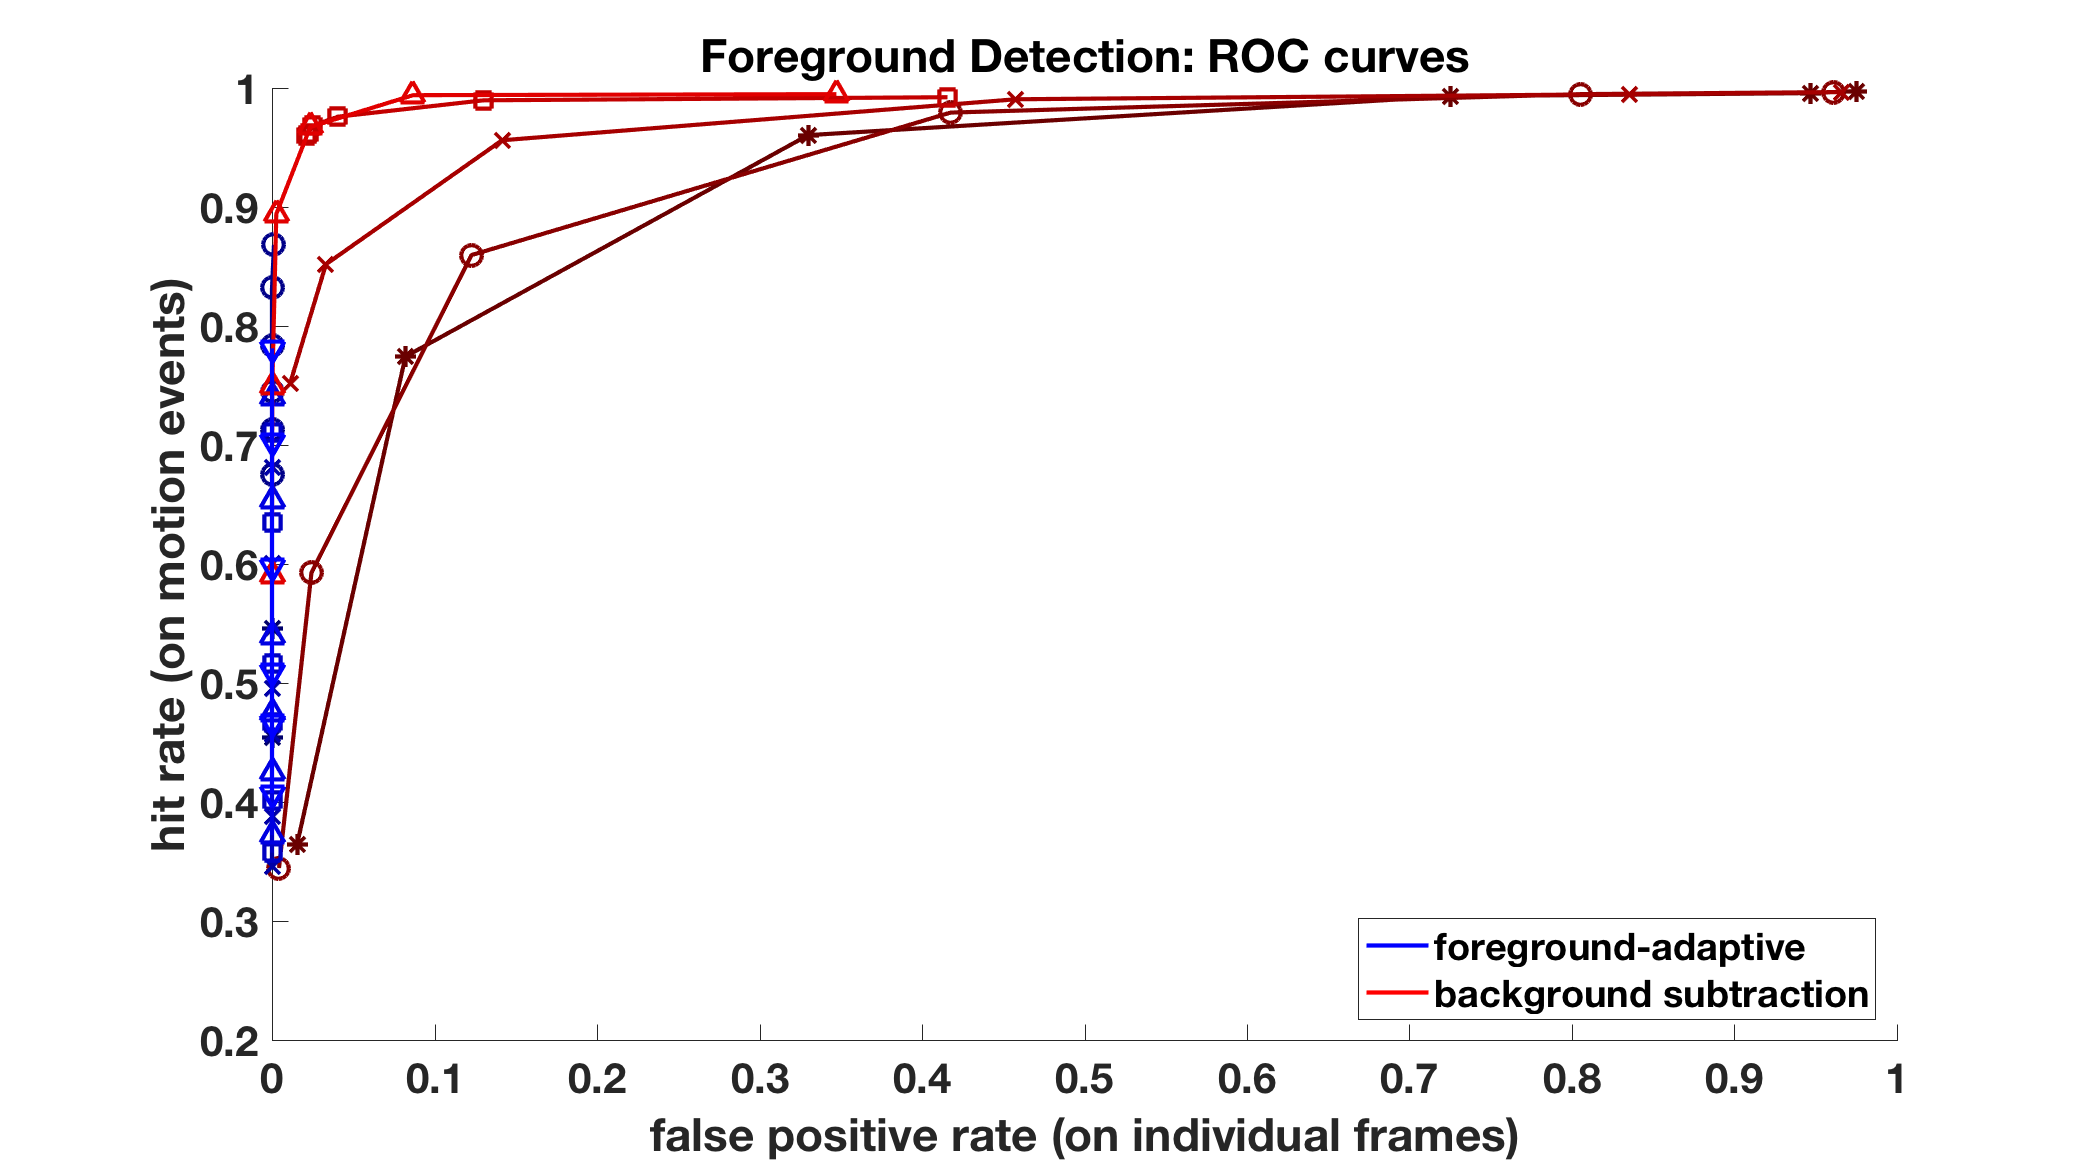 Foreground Detection: ROC curves
hit rate (on motion events)
1
0.9
0.8
0.7
0.6
0.5
0.4
0.3
0.2
0 0.1 0.2 0.3 0.4 0.5 0.6 0.7 0.8 0.9 1
false positive rate (on individual frames)
foreground-adaptive
background subtraction